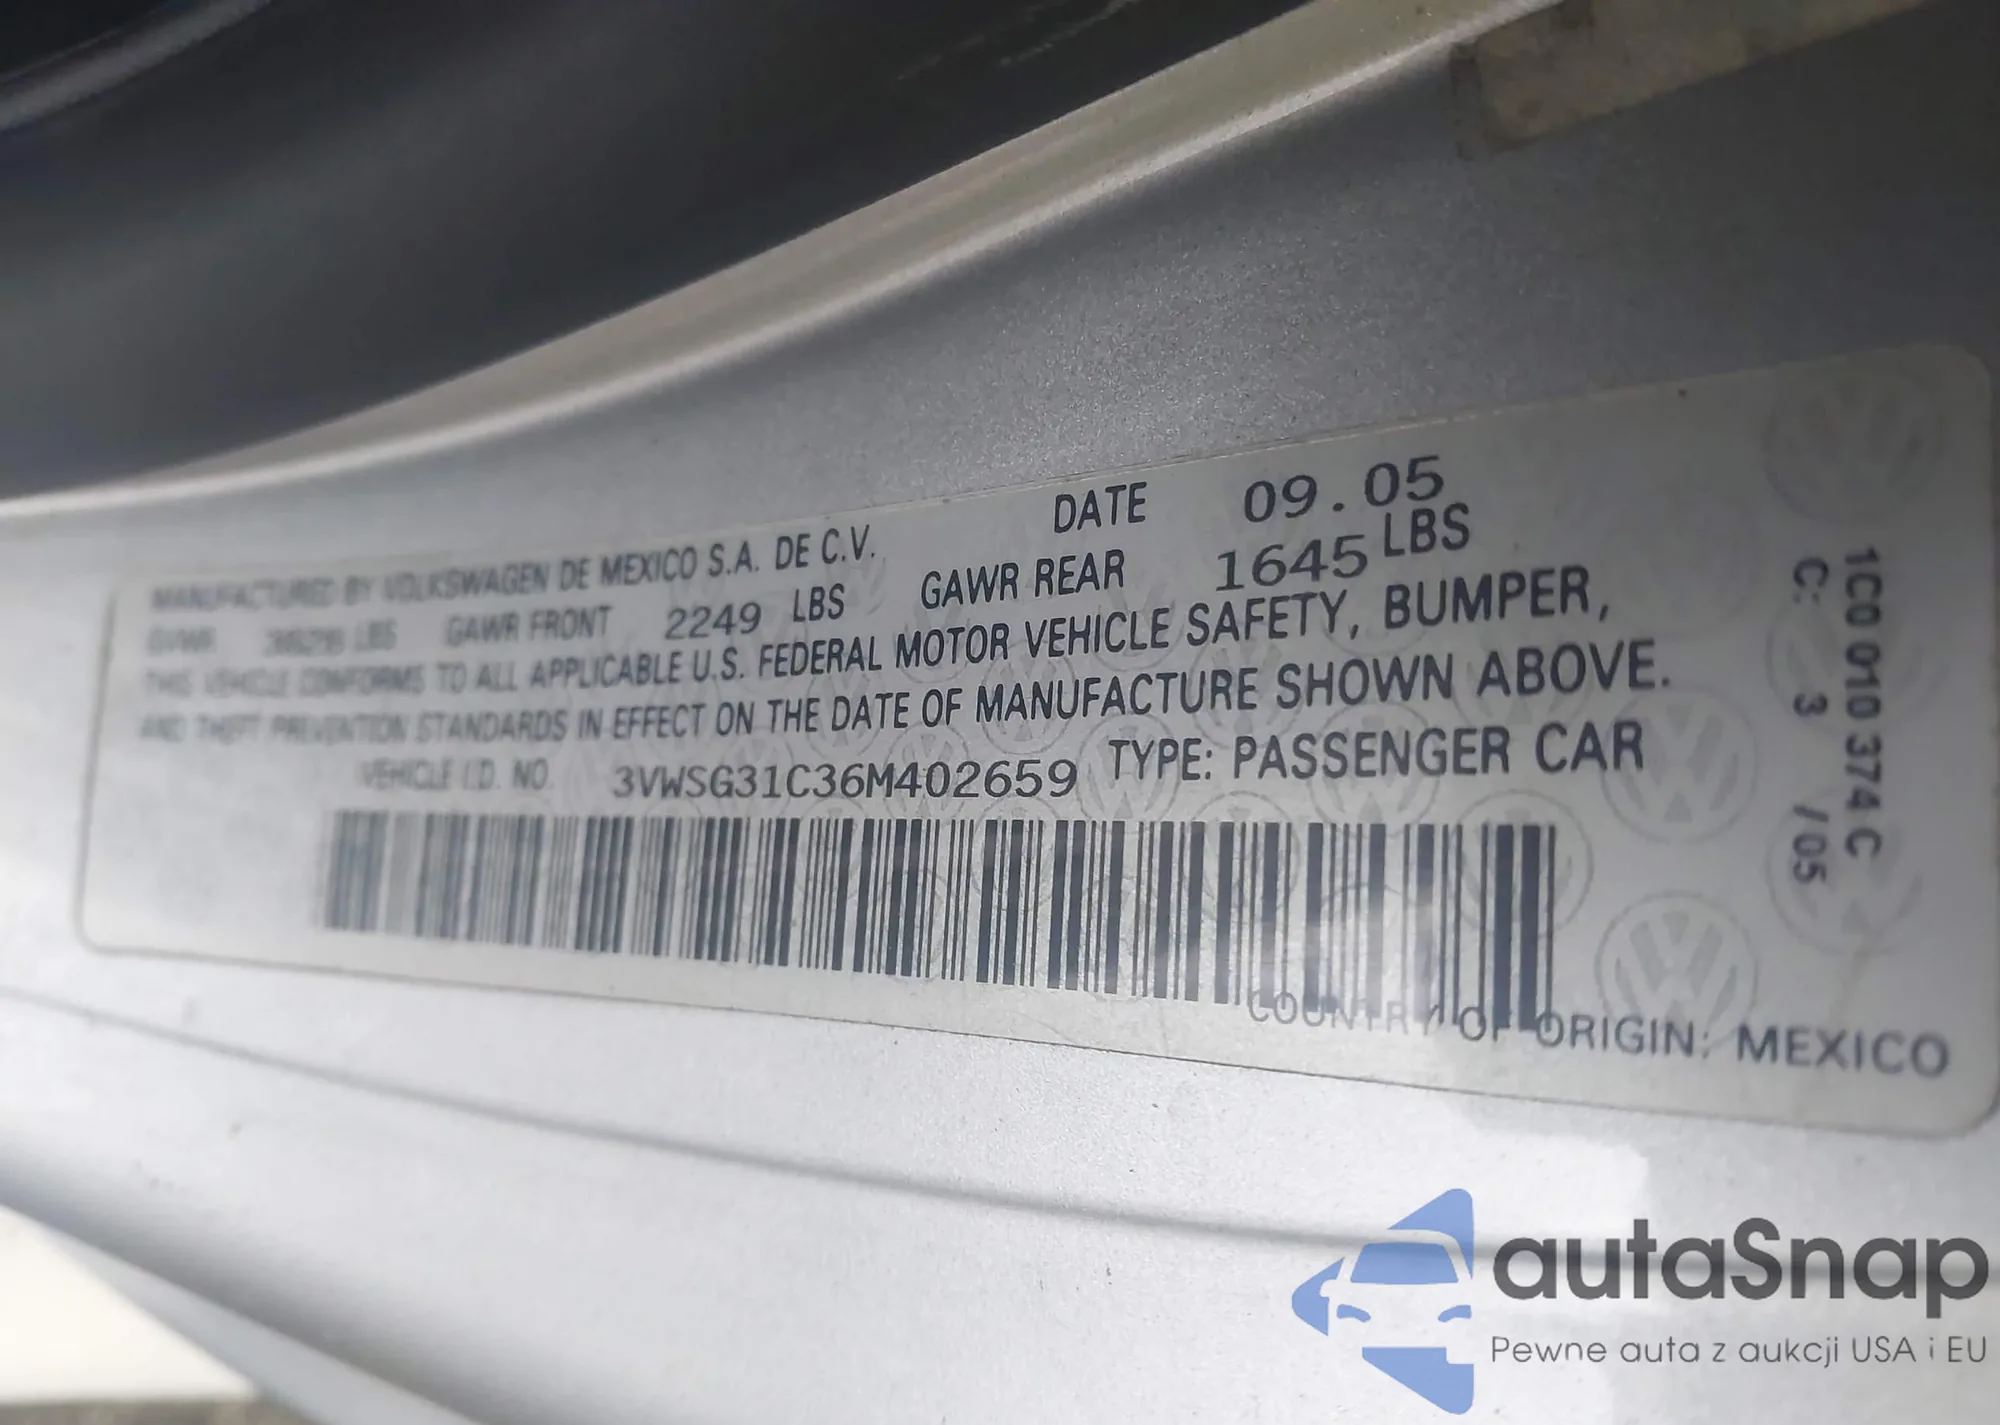 MANUFACTURED BY VOLKSWAGEN DE MEXICO S.A. DE C.V. DATE 09.05
GVWR LBS GAWR FRONT 2249 LBS GAWR REAR 1645 LBS
THIS VEHICLE CONFORMS TO ALL APPLICABLE U.S. FEDERAL MOTOR VEHICLE SAFETY, BUMPER,
AND THEFT PREVENTION STANDARDS IN EFFECT ON THE DATE OF MANUFACTURE SHOWN ABOVE.
VEHICLE I.D. NO. 3VWSG31C36M402659 TYPE: PASSENGER CAR
COUNTRY OF ORIGIN: MEXICO
1C0 010 374 C
C: 3 /05
autaSnap
Pewne auta z aukcji USA i EU